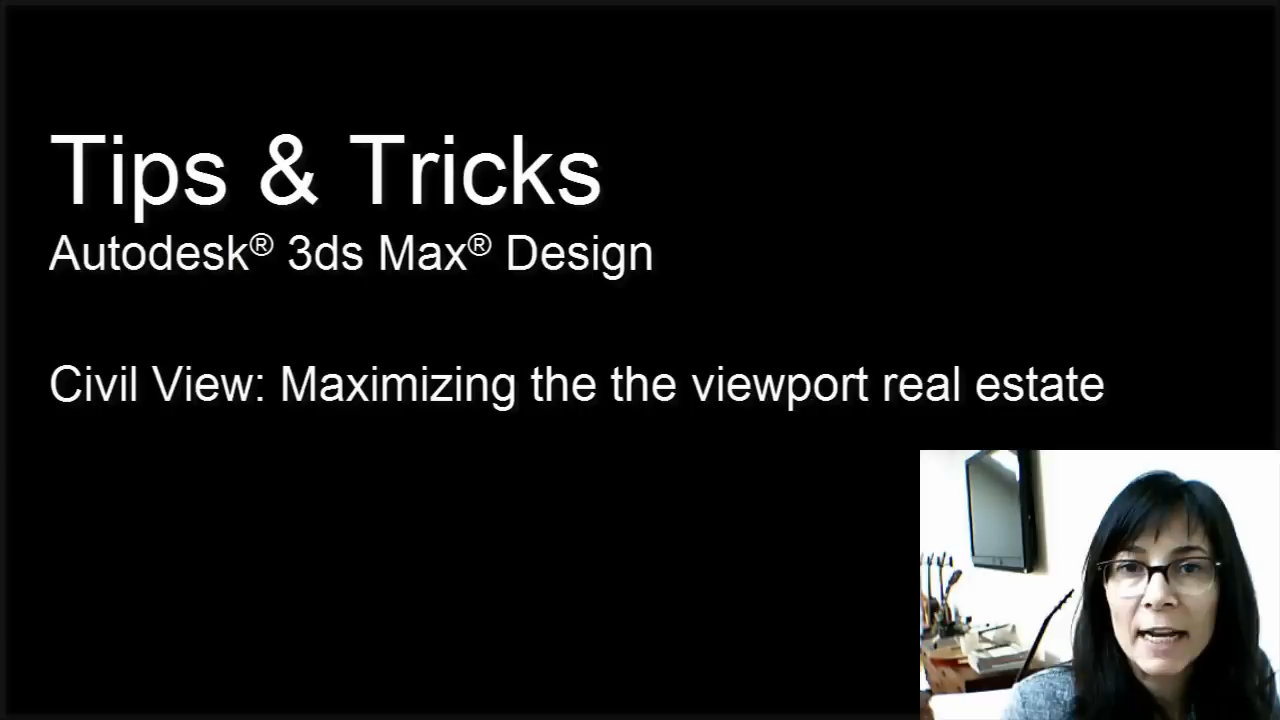 Tips & Tricks
Autodesk® 3ds Max® Design
Civil View: Maximizing the the viewport real estate